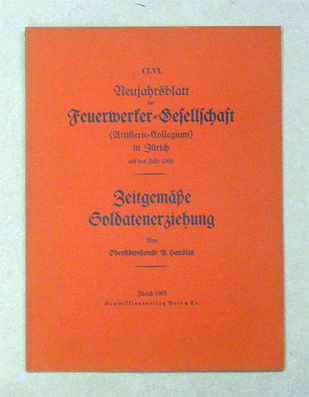 CLVI.
Neujahrsblatt
der
Feuerwerker-Gesellschaft
(Artillerie-Kollegium)
in Zürich
auf das Jahr 1965
Zeitgemäße
Soldatenerziehung
Von
Oberstdivisionär A. Hanslin
Zürich 1965
Kommissionsverlag Beer & Co.